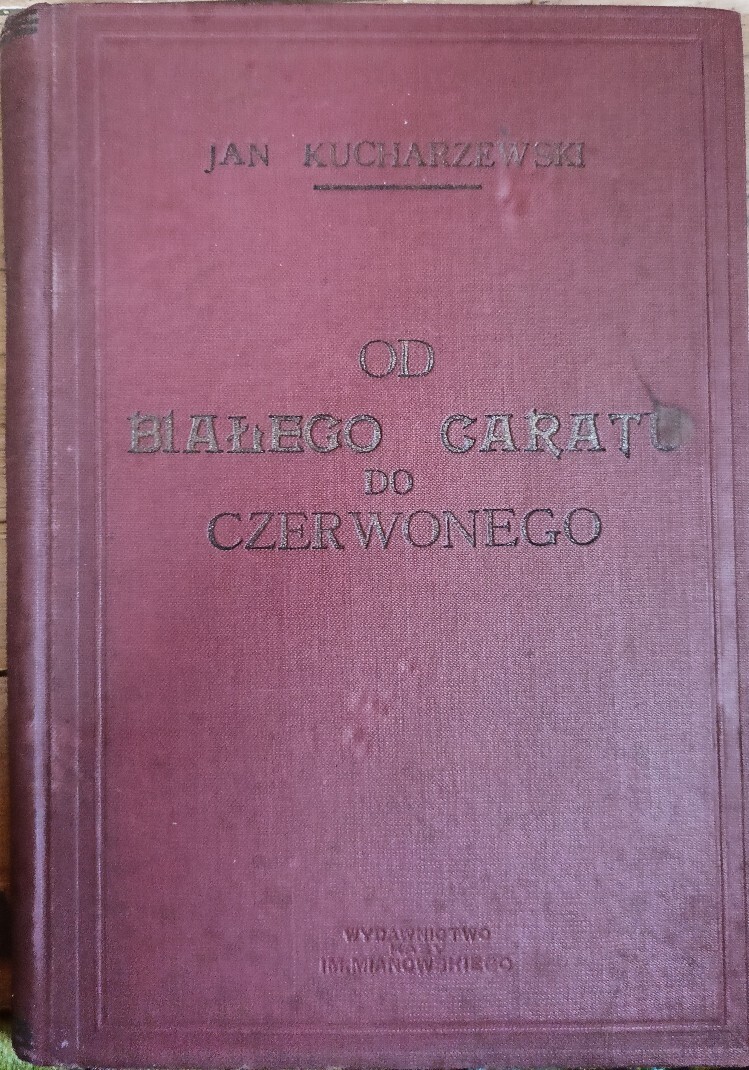 JAN KUCHARZEWSKI
OD
BIAŁEGO CARATU
DO
CZERWONEGO
WYDAWNICTWO
KASY
IM. MIANOWSKIEGO